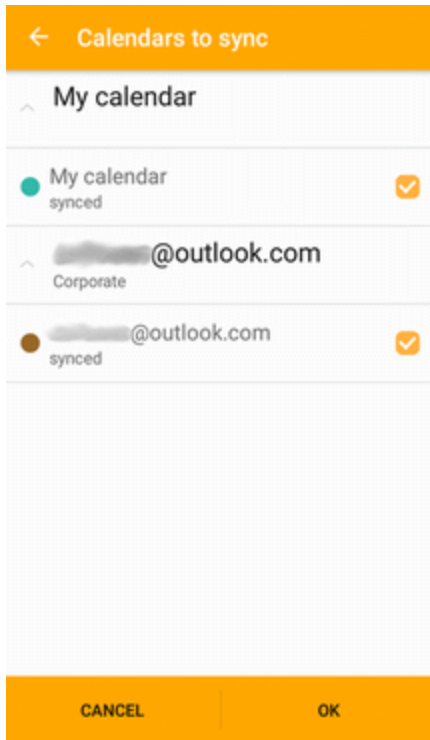 Calendars to sync
My calendar
My calendar
synced
@outlook.com
Corporate
@outlook.com
synced
CANCEL
OK